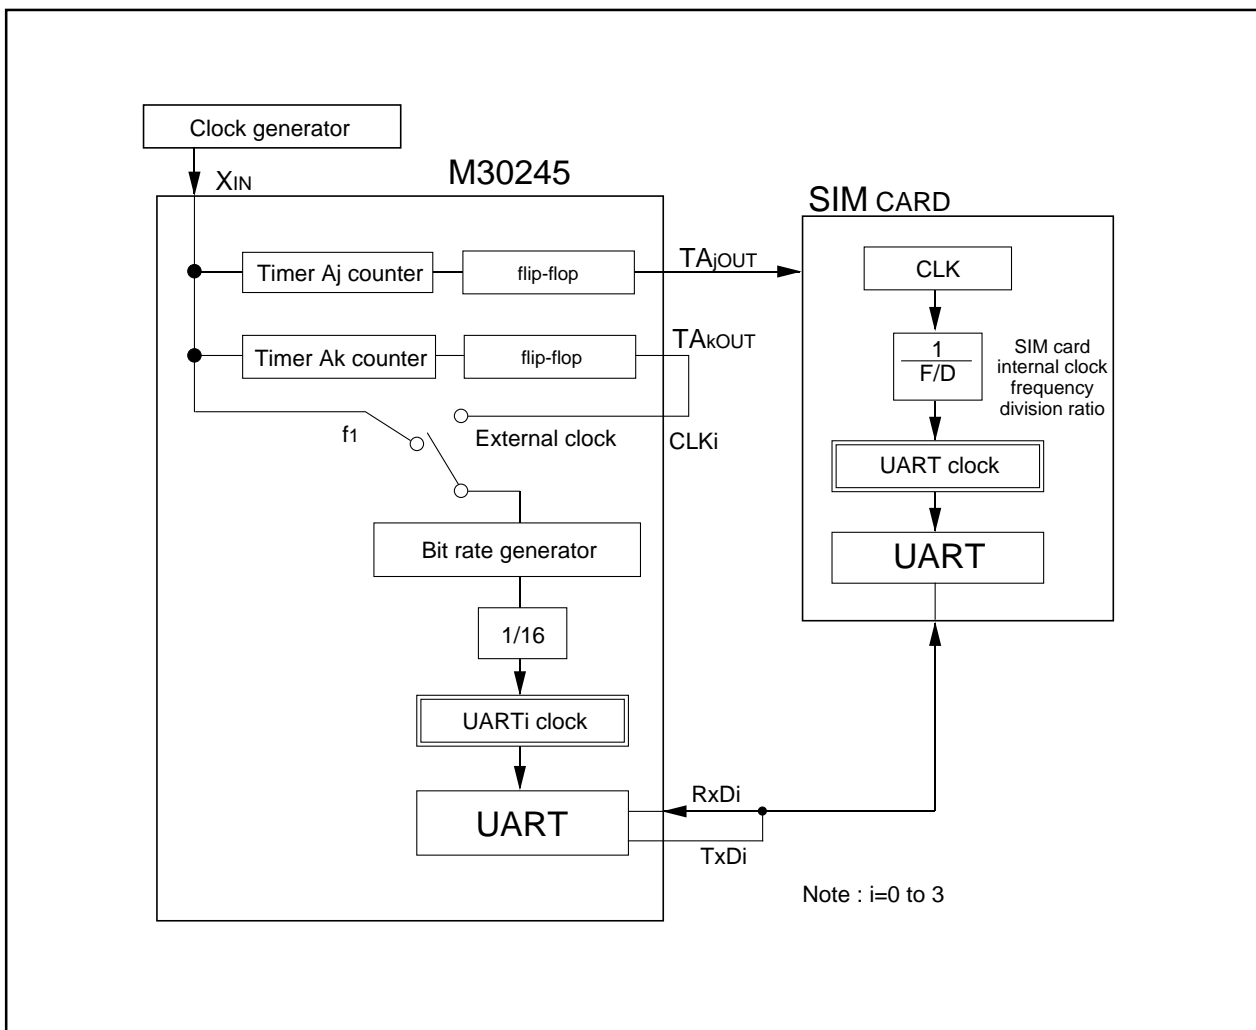 Clock generator
XIN
M30245
SIM CARD
Timer Aj counter
flip-flop
TAjOUT
CLK
Timer Ak counter
flip-flop
TAkOUT
1
F/D
SIM card
internal clock
frequency
division ratio
f1
External clock
CLKi
UART clock
Bit rate generator
UART
1/16
UARTi clock
RxDi
UART
TxDi
Note : i=0 to 3